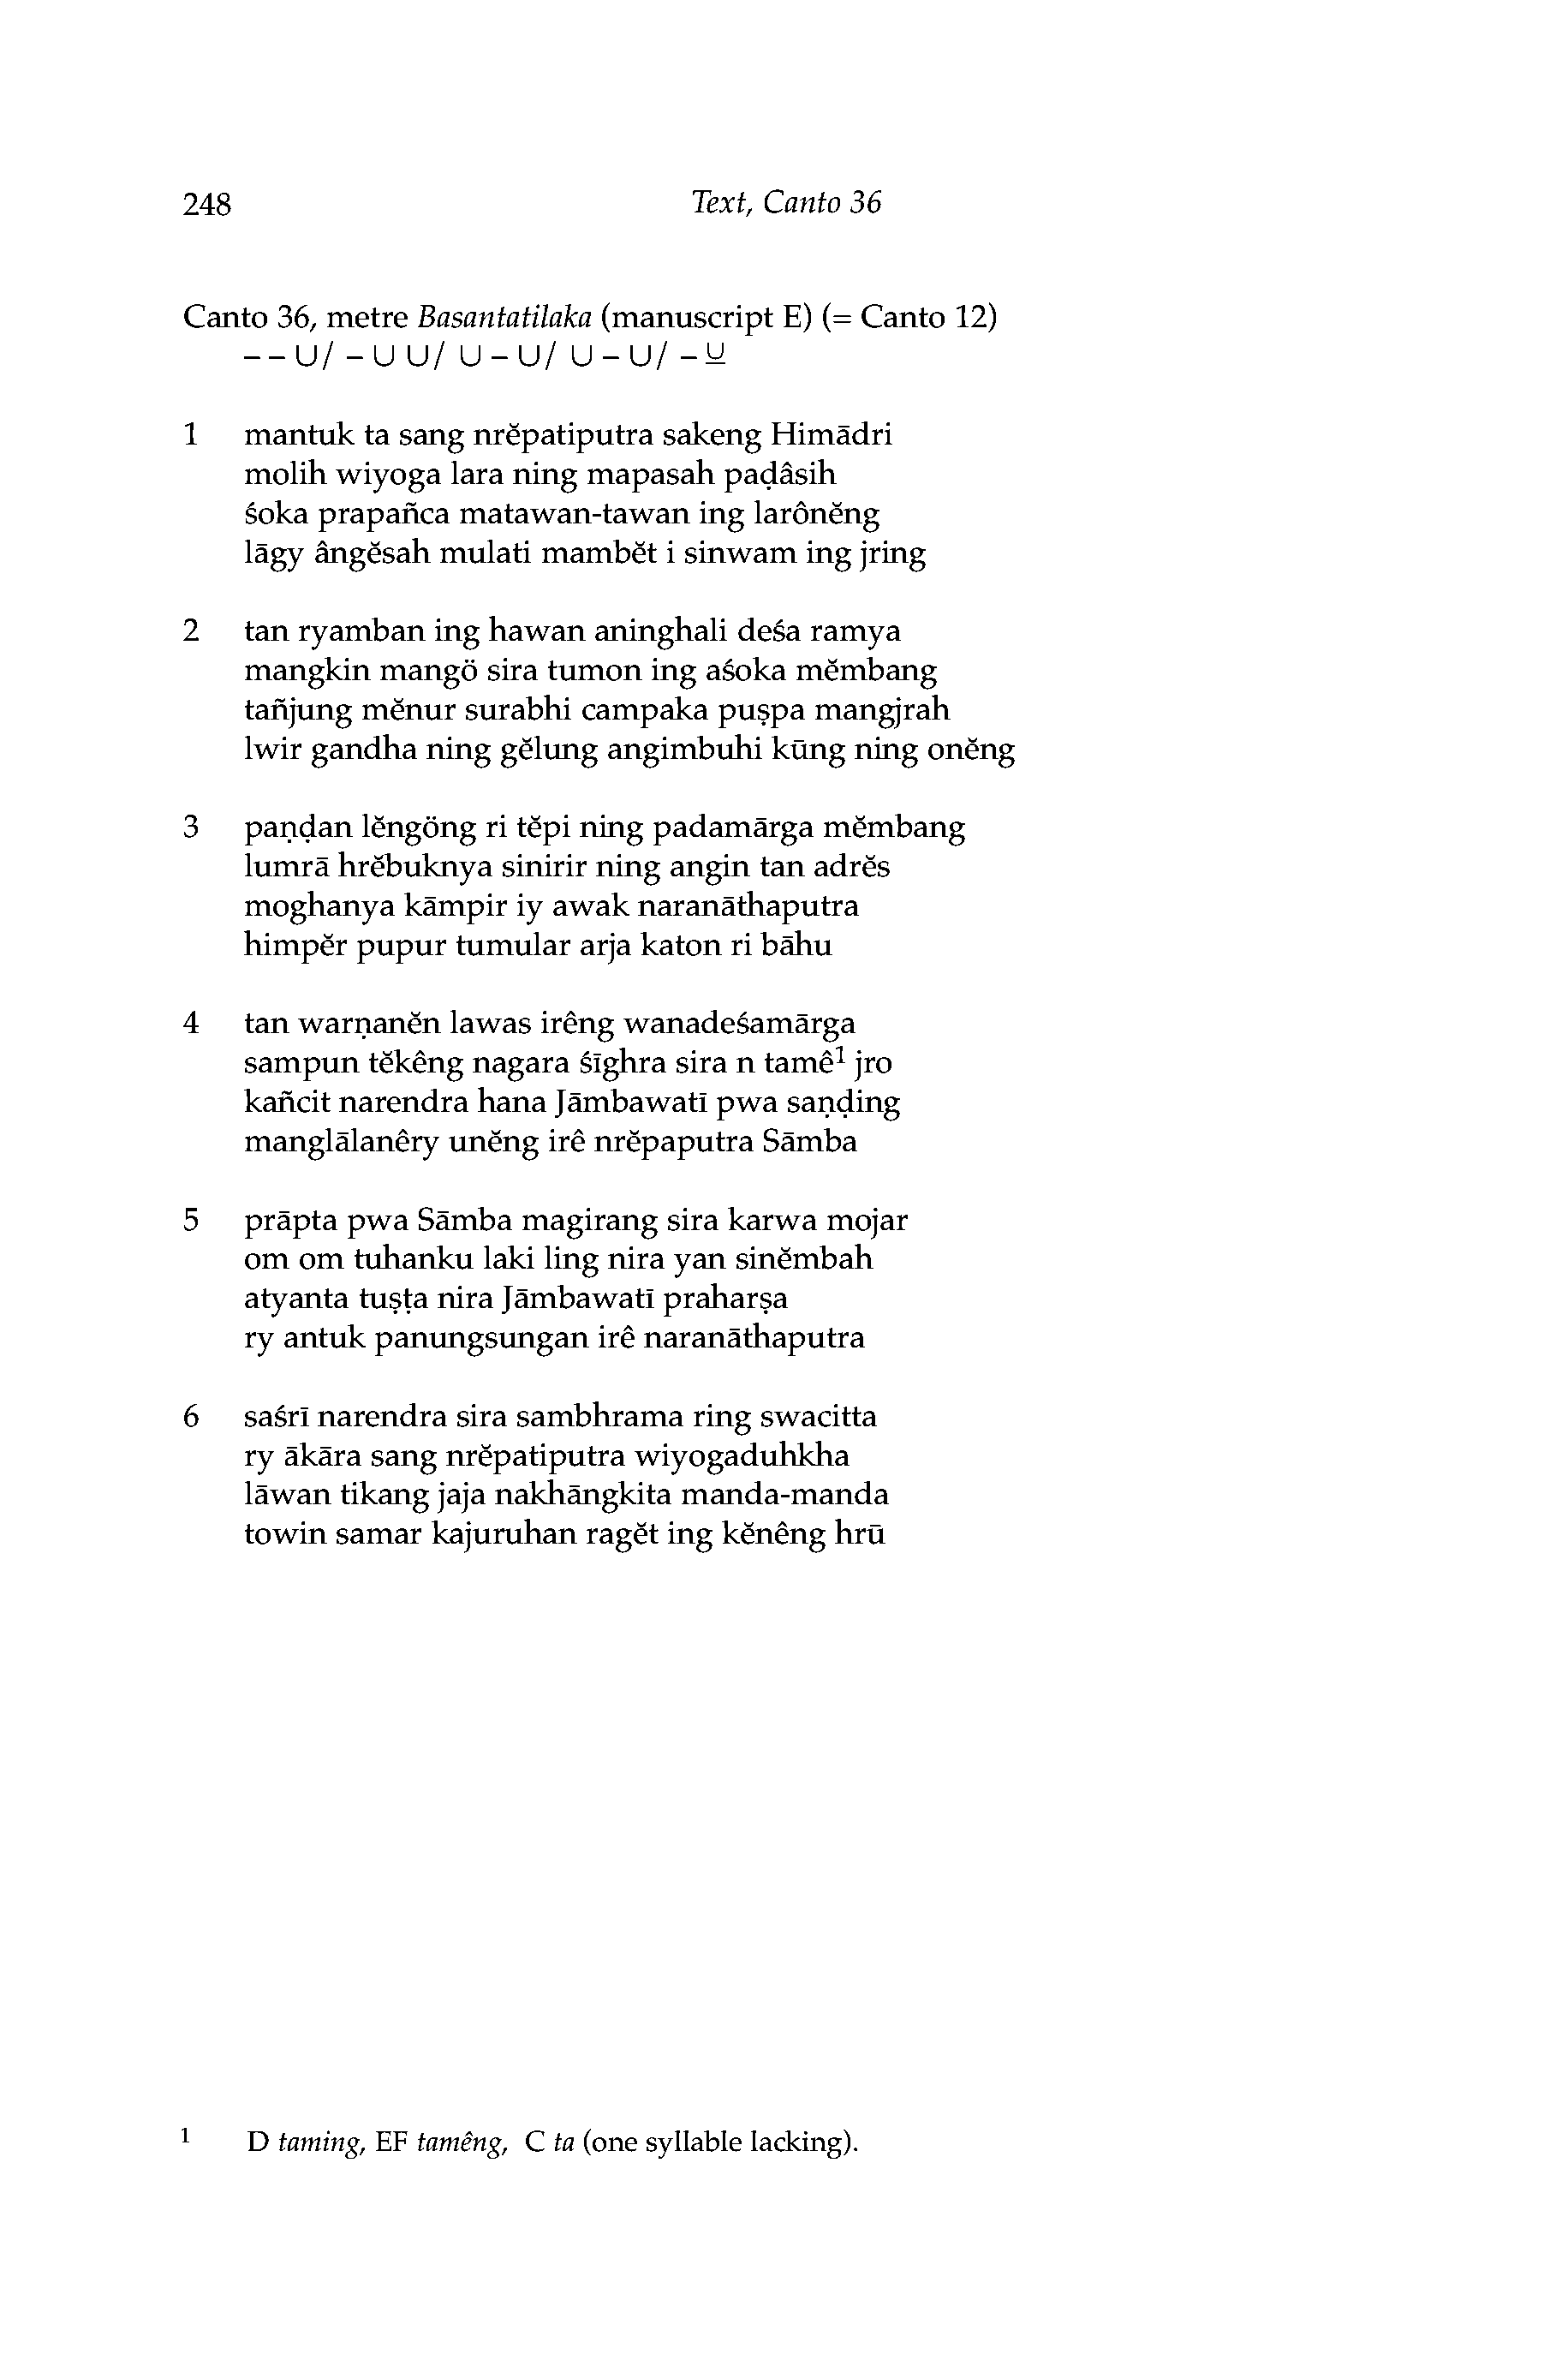 248 Text, Canto 36
Canto 36, metre Basantatilaka (manuscript E) (= Canto 12)
– – ∪/ – ∪ ∪/ ∪ – ∪/ ∪ – ∪/ – ∪̲
1 mantuk ta sang nrĕpatiputra sakeng Himādri
molih wiyoga lara ning mapasah paḍâsih
śoka prapañca matawan-tawan ing larônĕng
lāgy ângĕsah mulati mambĕt i sinwam ing jring
2 tan ryamban ing hawan aninghali deśa ramya
mangkin mangö sira tumon ing aśoka mĕmbang
tañjung mĕnur surabhi campaka puṣpa mangjrah
lwir gandha ning gĕlung angimbuhi kūng ning onĕng
3 paṇḍan lĕngöng ri tĕpi ning padamārga mĕmbang
lumrā hrĕbuknya sinirir ning angin tan adrĕs
moghanya kāmpir iy awak naranāthaputra
himpĕr pupur tumular arja katon ri bāhu
4 tan warṇanĕn lawas irêng wanadeśamārga
sampun tĕkêng nagara śīghra sira n tamê¹ jro
kañcit narendra hana Jāmbawatī pwa saṇḍing
manglālanêry unĕng irê nrĕpaputra Sāmba
5 prāpta pwa Sāmba magirang sira karwa mojar
om om tuhanku laki ling nira yan sinĕmbah
atyanta tuṣṭa nira Jāmbawatī praharṣa
ry antuk panungsungan irê naranāthaputra
6 saśrī narendra sira sambhrama ring swacitta
ry ākāra sang nrĕpatiputra wiyogaduhkha
lāwan tikang jaja nakhāngkita manda-manda
towin samar kajuruhan ragĕt ing kĕnêng hrū
¹ D taming, EF tamêng, C ta (one syllable lacking).